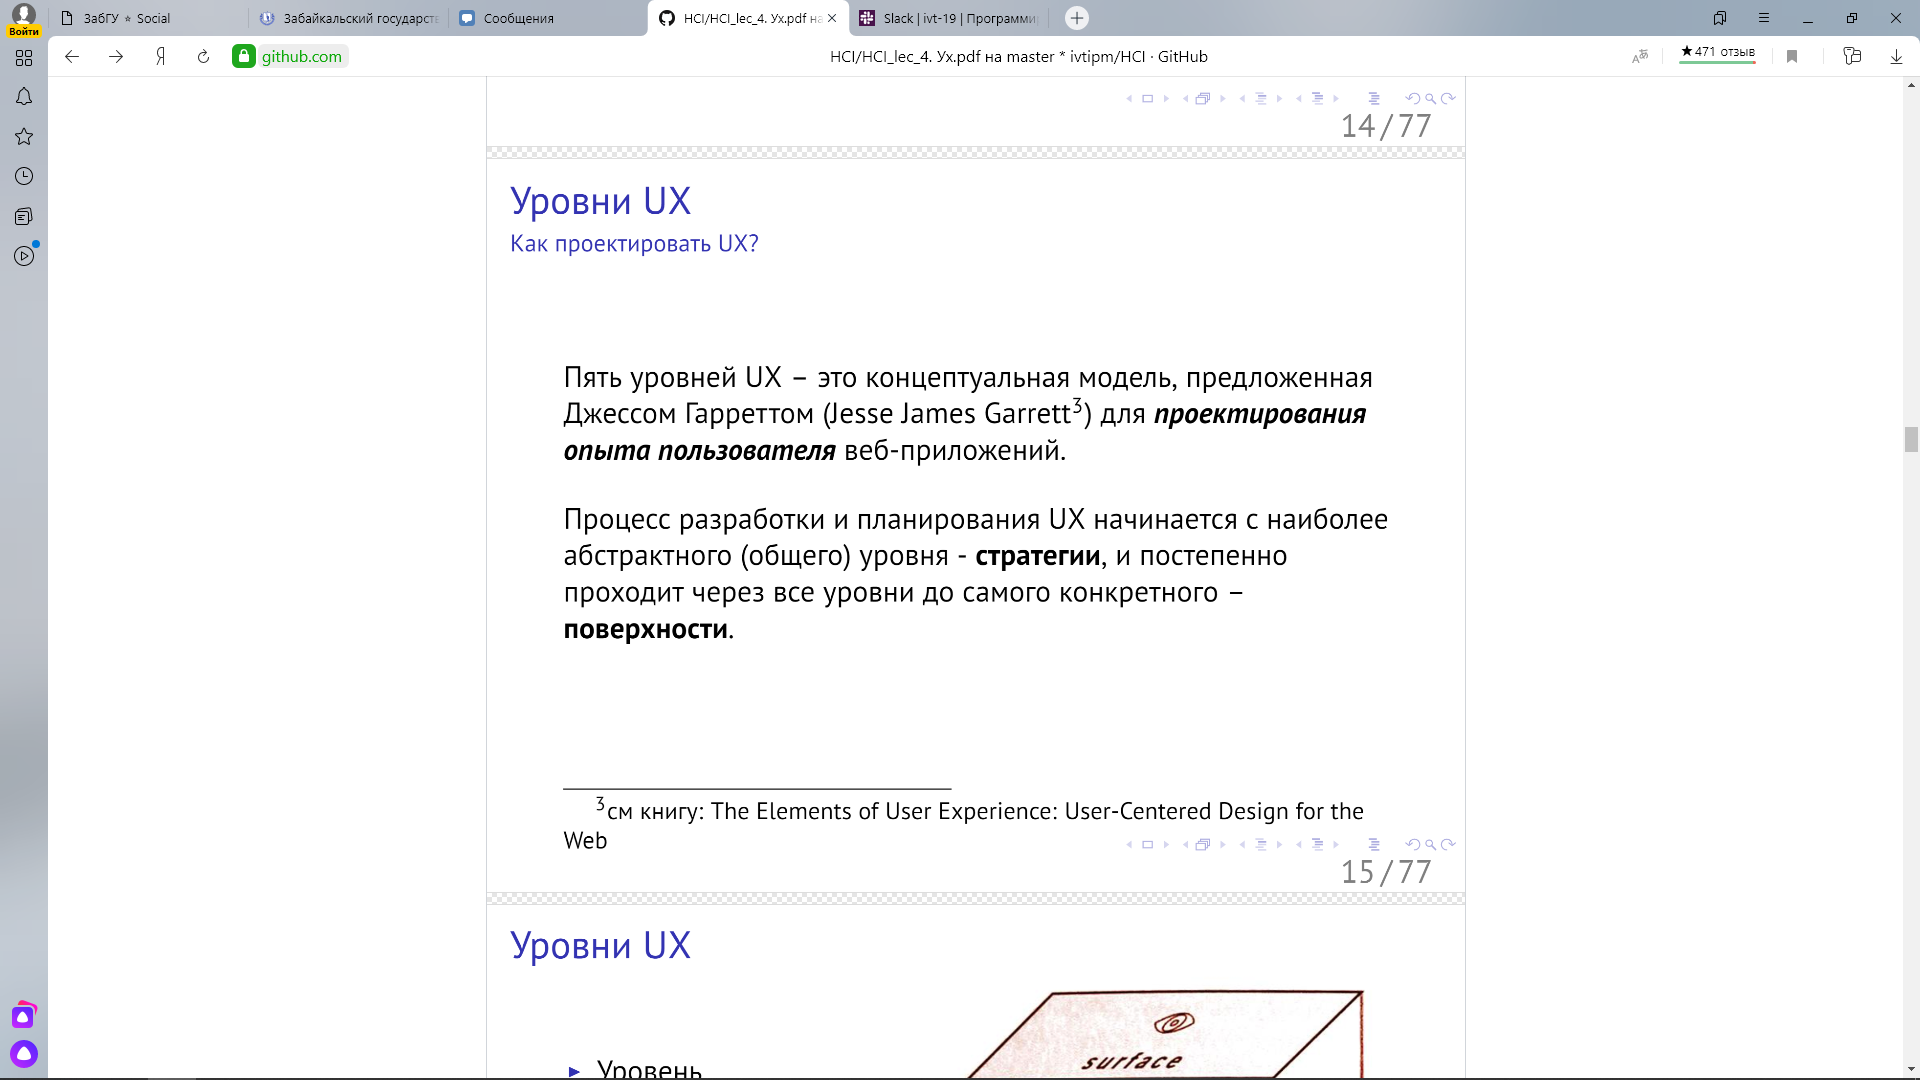 Войти
ЗабГУ ⭐ Social
Забайкальский государств
Сообщения
HCI/HCI_lec_4. Ух.pdf на
Slack | ivt-19 | Программи
github.com
HCI/HCI_lec_4. Ух.pdf на master * ivtipm/HCI · GitHub
★471 отзыв
14/77
Уровни UX
Как проектировать UX?
Пять уровней UX – это концептуальная модель, предложенная
Джессом Гарреттом (Jesse James Garrett3) для проектирования
опыта пользователя веб-приложений.
Процесс разработки и планирования UX начинается с наиболее
абстрактного (общего) уровня - стратегии, и постепенно
проходит через все уровни до самого конкретного –
поверхности.
3см книгу: The Elements of User Experience: User-Centered Design for the
Web
15/77
Уровни UX
surface
Уровень